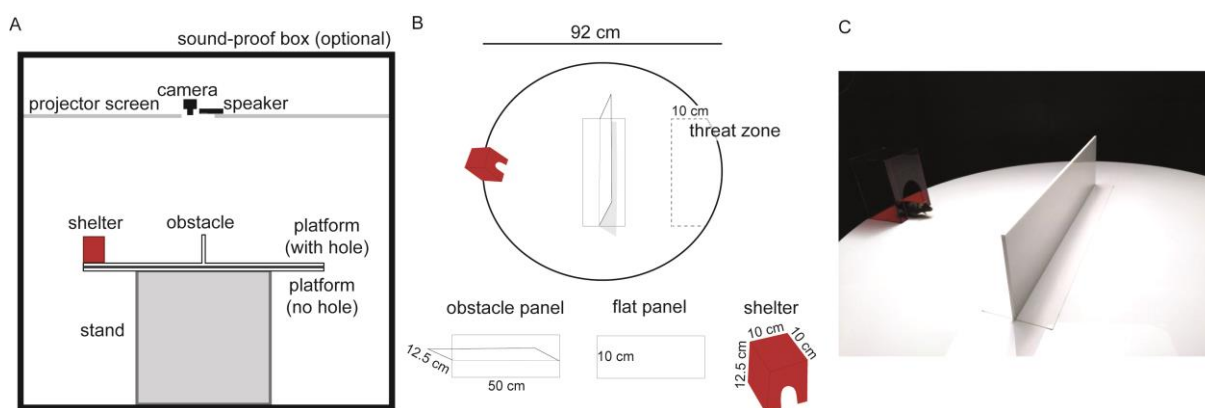 A
sound-proof box (optional)
camera
projector screen
speaker
shelter
obstacle
platform
(with hole)
platform
(no hole)
stand
B
92 cm
10 cm
threat zone
obstacle panel
flat panel
shelter
12.5 cm
50 cm
10 cm
10 cm
10 cm
12.5 cm
C